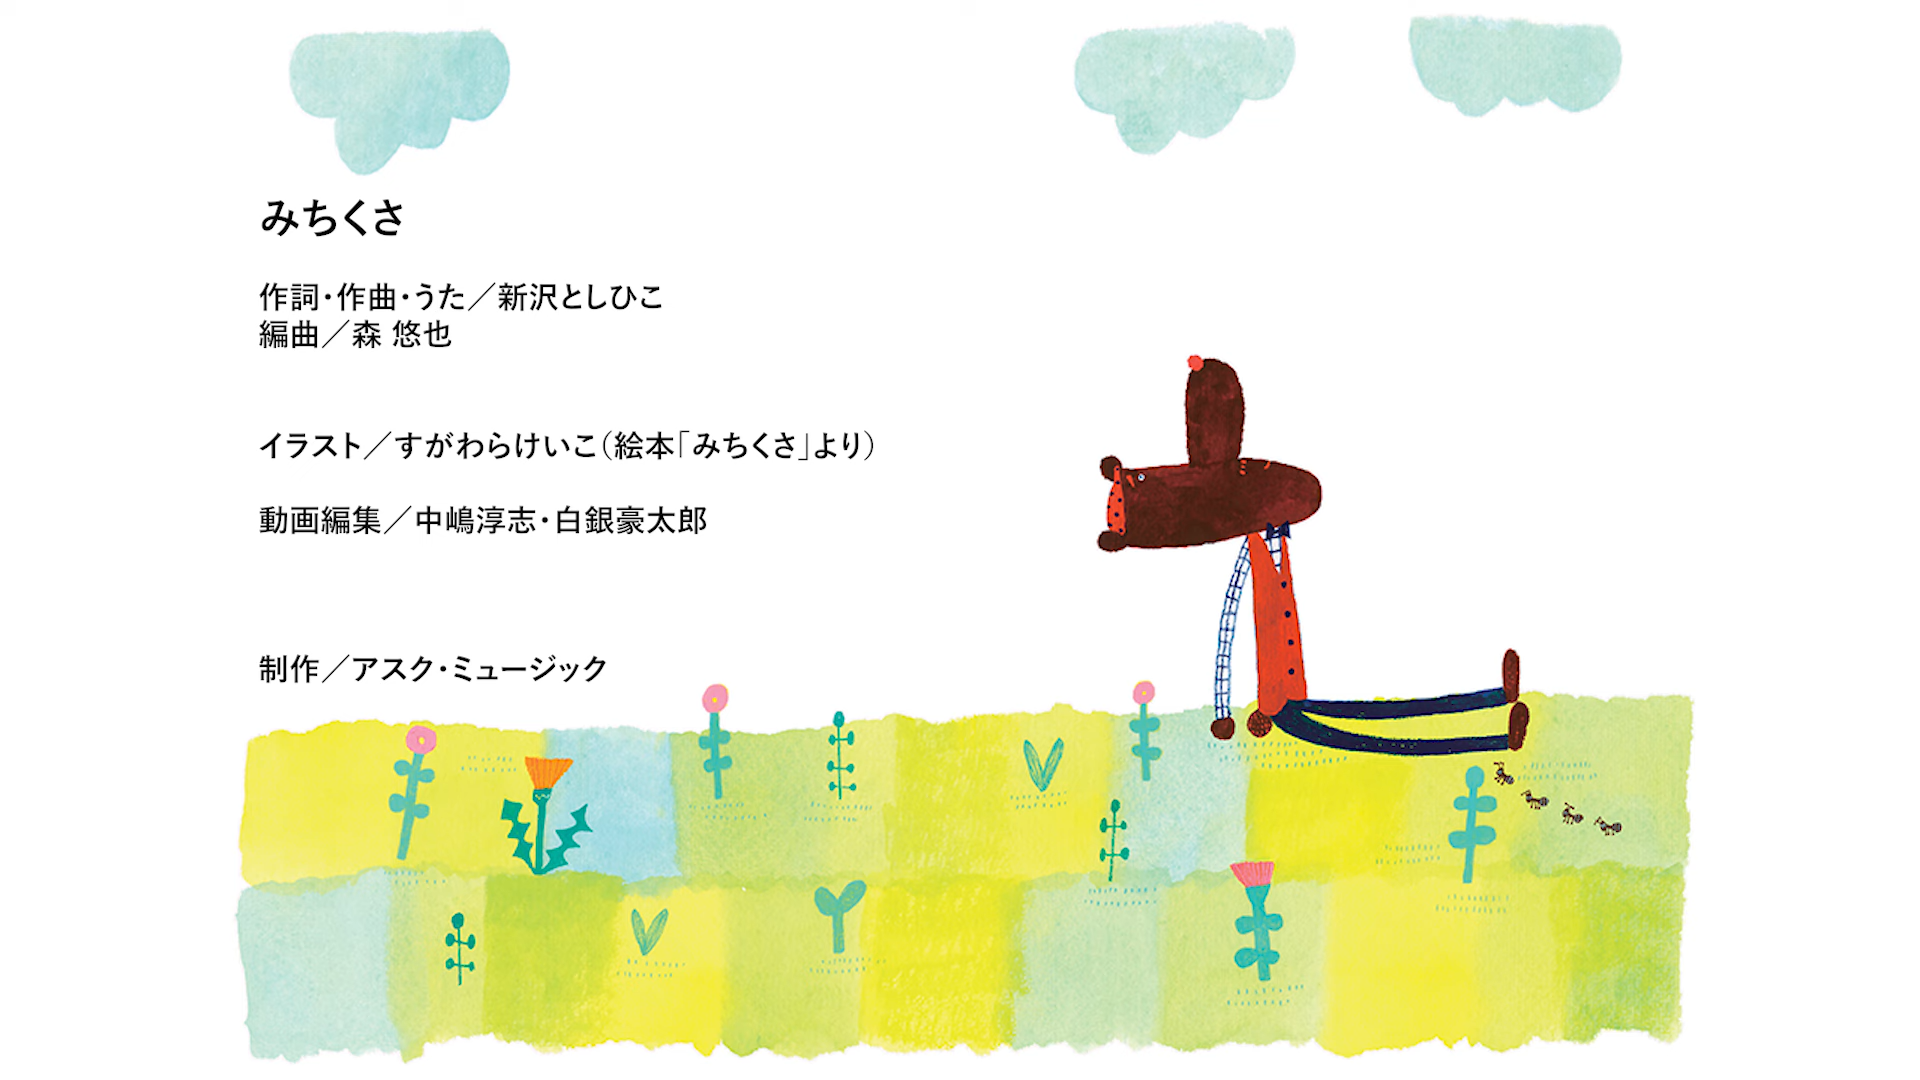 みちくさ
作詞・作曲・うた／新沢としひこ
編曲／森 悠也
イラスト／すがわらけいこ（絵本「みちくさ」より）
動画編集／中嶋淳志・白銀豪太郎
制作／アスク・ミュージック